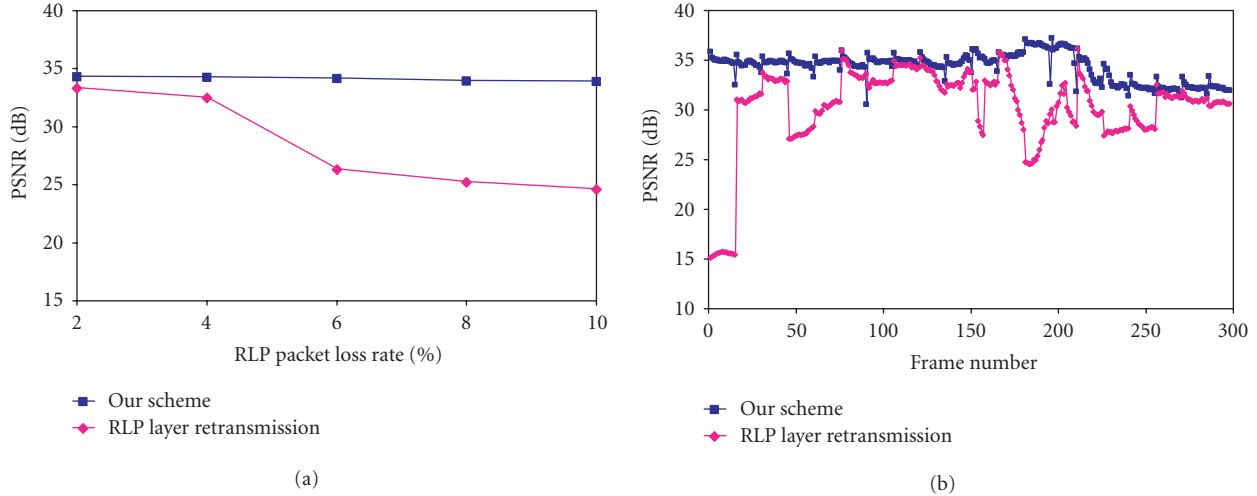 40
35
30
25
20
15
PSNR (dB)
2 4 6 8 10
RLP packet loss rate (%)
Our scheme
RLP layer retransmission
(a)
40
35
30
25
20
15
10
PSNR (dB)
0 50 100 150 200 250 300
Frame number
Our scheme
RLP layer retransmission
(b)